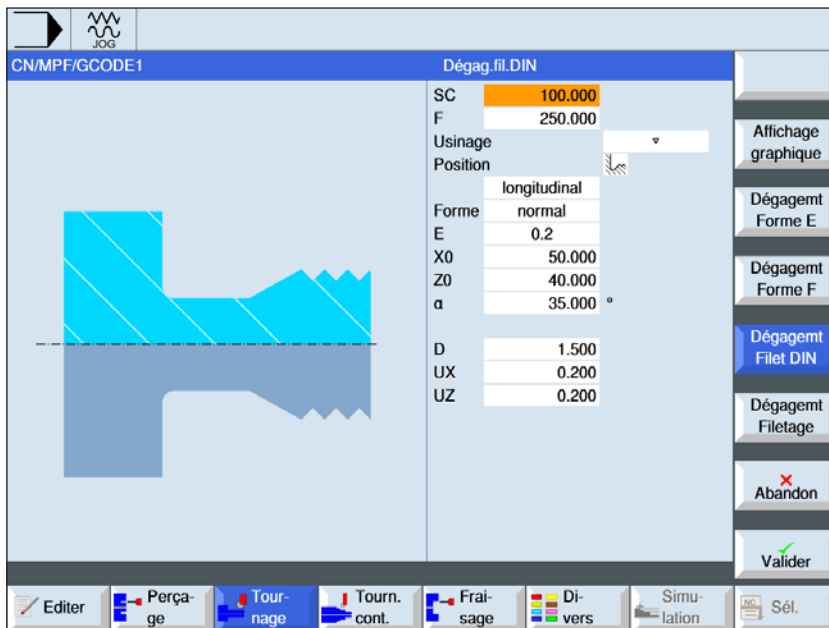 JOG
CN/MPF/GCODE1
Dégag.fil.DIN
SC 100.000
F 250.000
Usinage ▿
Position
longitudinal
Forme normal
E 0.2
X0 50.000
Z0 40.000
α 35.000 °
D 1.500
UX 0.200
UZ 0.200
Affichage
graphique
Dégagemt
Forme E
Dégagemt
Forme F
Dégagemt
Filet DIN
Dégagemt
Filetage
Abandon
Valider
Editer
Perça-
ge
Tour-
nage
Tourn.
cont.
Frai-
sage
Di-
vers
Simu-
lation
NC
Sél.